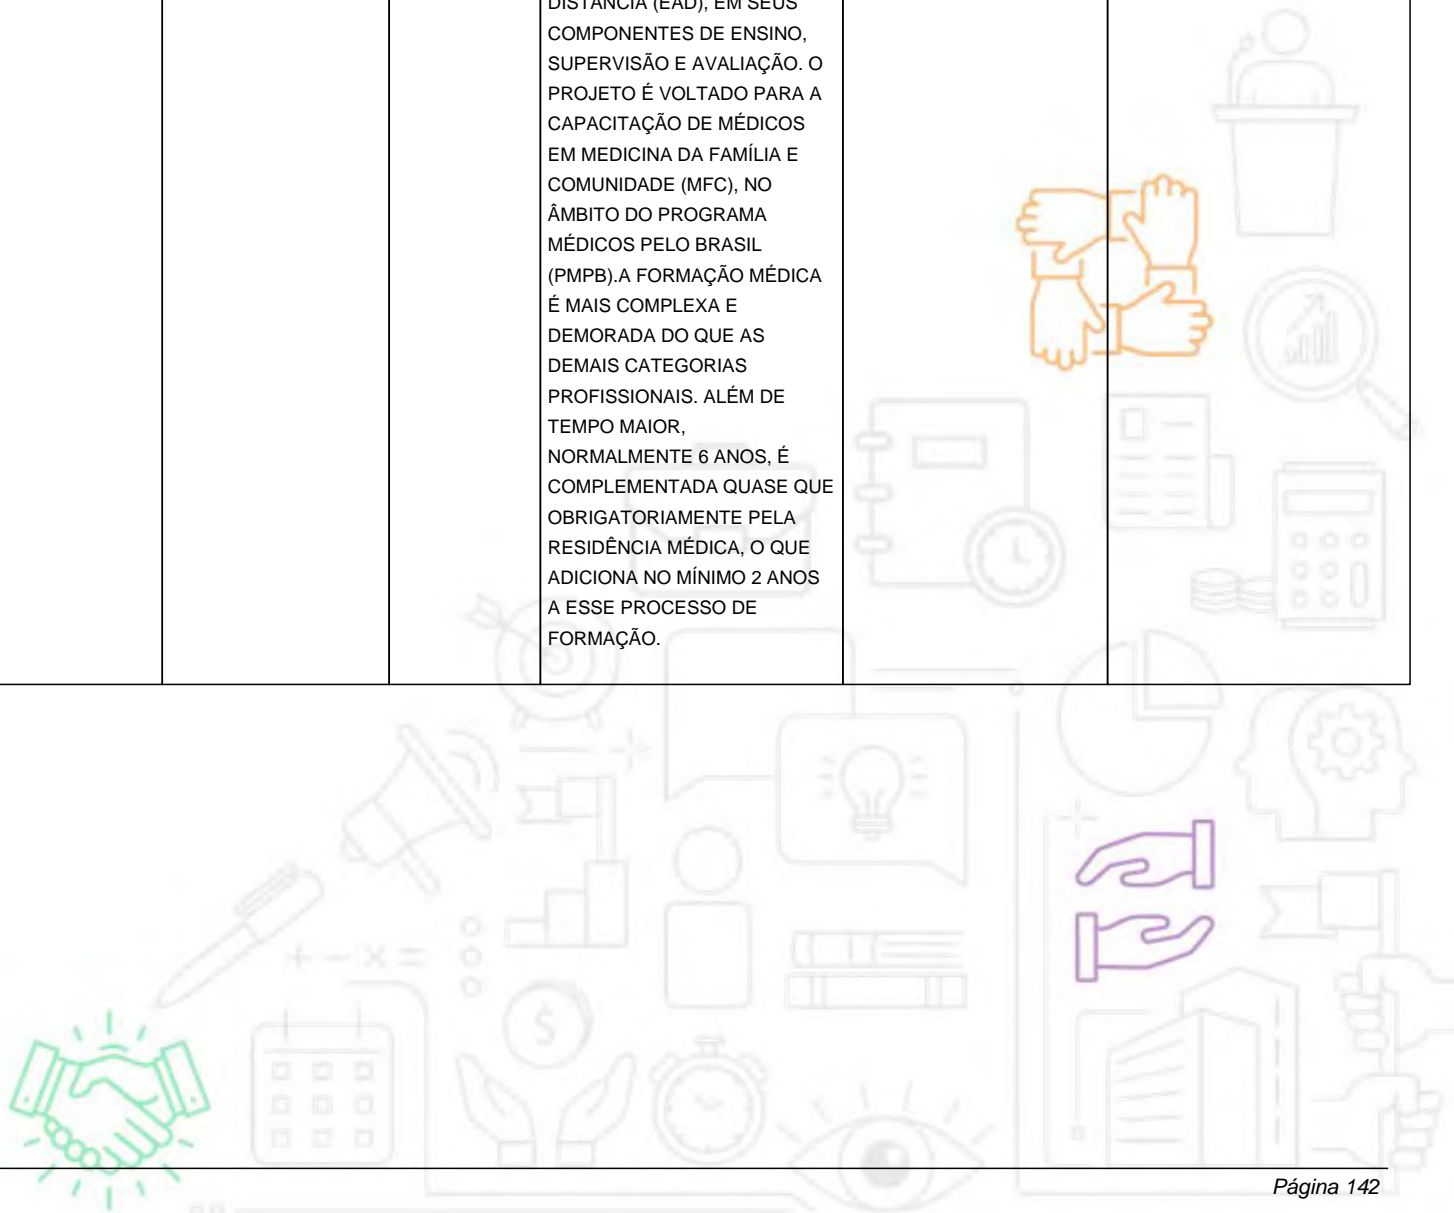 DISTÂNCIA (EAD), EM SEUS
COMPONENTES DE ENSINO,
SUPERVISÃO E AVALIAÇÃO. O
PROJETO É VOLTADO PARA A
CAPACITAÇÃO DE MÉDICOS
EM MEDICINA DA FAMÍLIA E
COMUNIDADE (MFC), NO
ÂMBITO DO PROGRAMA
MÉDICOS PELO BRASIL
(PMPB).A FORMAÇÃO MÉDICA
É MAIS COMPLEXA E
DEMORADA DO QUE AS
DEMAIS CATEGORIAS
PROFISSIONAIS. ALÉM DE
TEMPO MAIOR,
NORMALMENTE 6 ANOS, É
COMPLEMENTADA QUASE QUE
OBRIGATORIAMENTE PELA
RESIDÊNCIA MÉDICA, O QUE
ADICIONA NO MÍNIMO 2 ANOS
A ESSE PROCESSO DE
FORMAÇÃO.
Página 142